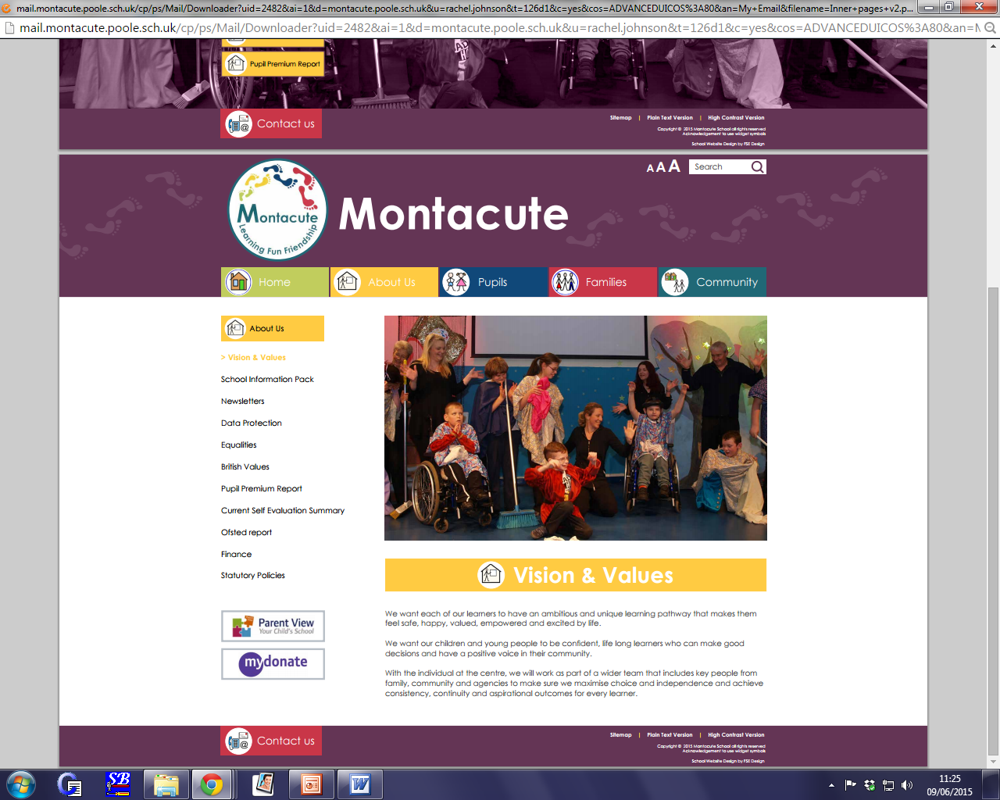 mail.montacute.poole.sch.uk/cp/ps/Mail/Downloader?uid=2482&ai=1&d=montacute.poole.sch.uk&u=rachel.johnson&t=126d1&c=yes&cos=ADVANCEDUICOS%3A80&an=My+Email&filename=Inner+pages+v2.p...
mail.montacute.poole.sch.uk/cp/ps/Mail/Downloader?uid=2482&ai=1&d=montacute.poole.sch.uk&u=rachel.johnson&t=126d1&c=yes&cos=ADVANCEDUICOS%3A80&an=M
Pupil Premium Report
Contact us
Sitemap | Plain Text Version | High Contrast Version
Copyright © 2015 Montacute School all rights reserved
Acknowledgement to use widget symbols
School Website Design by FSE Design
A A A
Search
Montacute
Learning Fun Friendship
Montacute
Home
About Us
Pupils
Families
Community
About Us
> Vision & Values
School Information Pack
Newsletters
Data Protection
Equalities
British Values
Pupil Premium Report
Current Self Evaluation Summary
Ofsted report
Finance
Statutory Policies
Parent View
Your Child's School
mydonate
Vision & Values
We want each of our learners to have an ambitious and unique learning pathway that makes them
feel safe, happy, valued, empowered and excited by life.
We want our children and young people to be confident, life long learners who can make good
decisions and have a positive voice in their community.
With the individual at the centre, we will work as part of a wider team that includes key people from
family, community and agencies to make sure we maximise choice and independence and achieve
consistency, continuity and aspirational outcomes for every learner.
Contact us
Sitemap | Plain Text Version | High Contrast Version
Copyright © 2015 Montacute School all rights reserved
Acknowledgement to use widget symbols
School Website Design by FSE Design
SB
11:25
09/06/2015